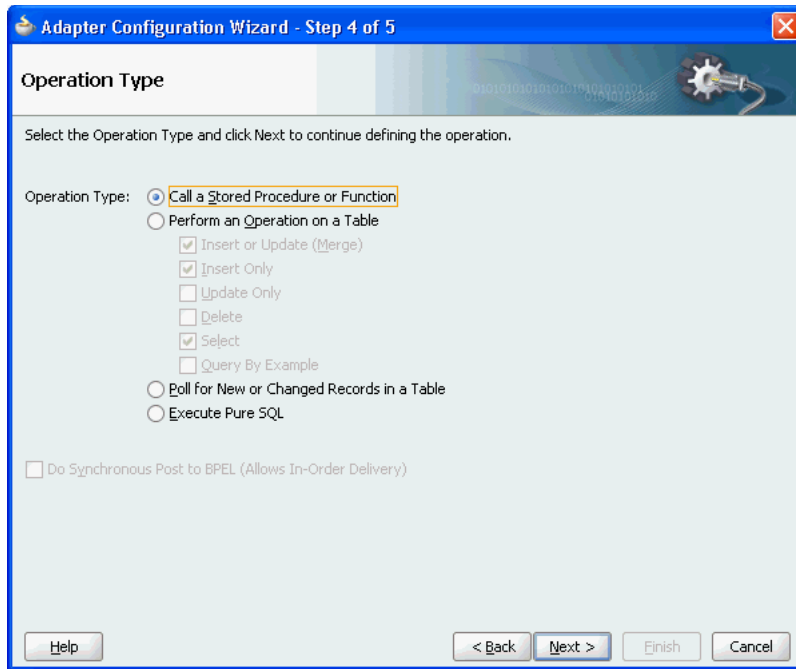 Adapter Configuration Wizard - Step 4 of 5
Operation Type
01010101010101010101010101
01010101010
Select the Operation Type and click Next to continue defining the operation.
Operation Type: Call a Stored Procedure or Function
Perform an Operation on a Table
Insert or Update (Merge)
Insert Only
Update Only
Delete
Select
Query By Example
Poll for New or Changed Records in a Table
Execute Pure SQL
Do Synchronous Post to BPEL (Allows In-Order Delivery)
Help < Back Next > Finish Cancel